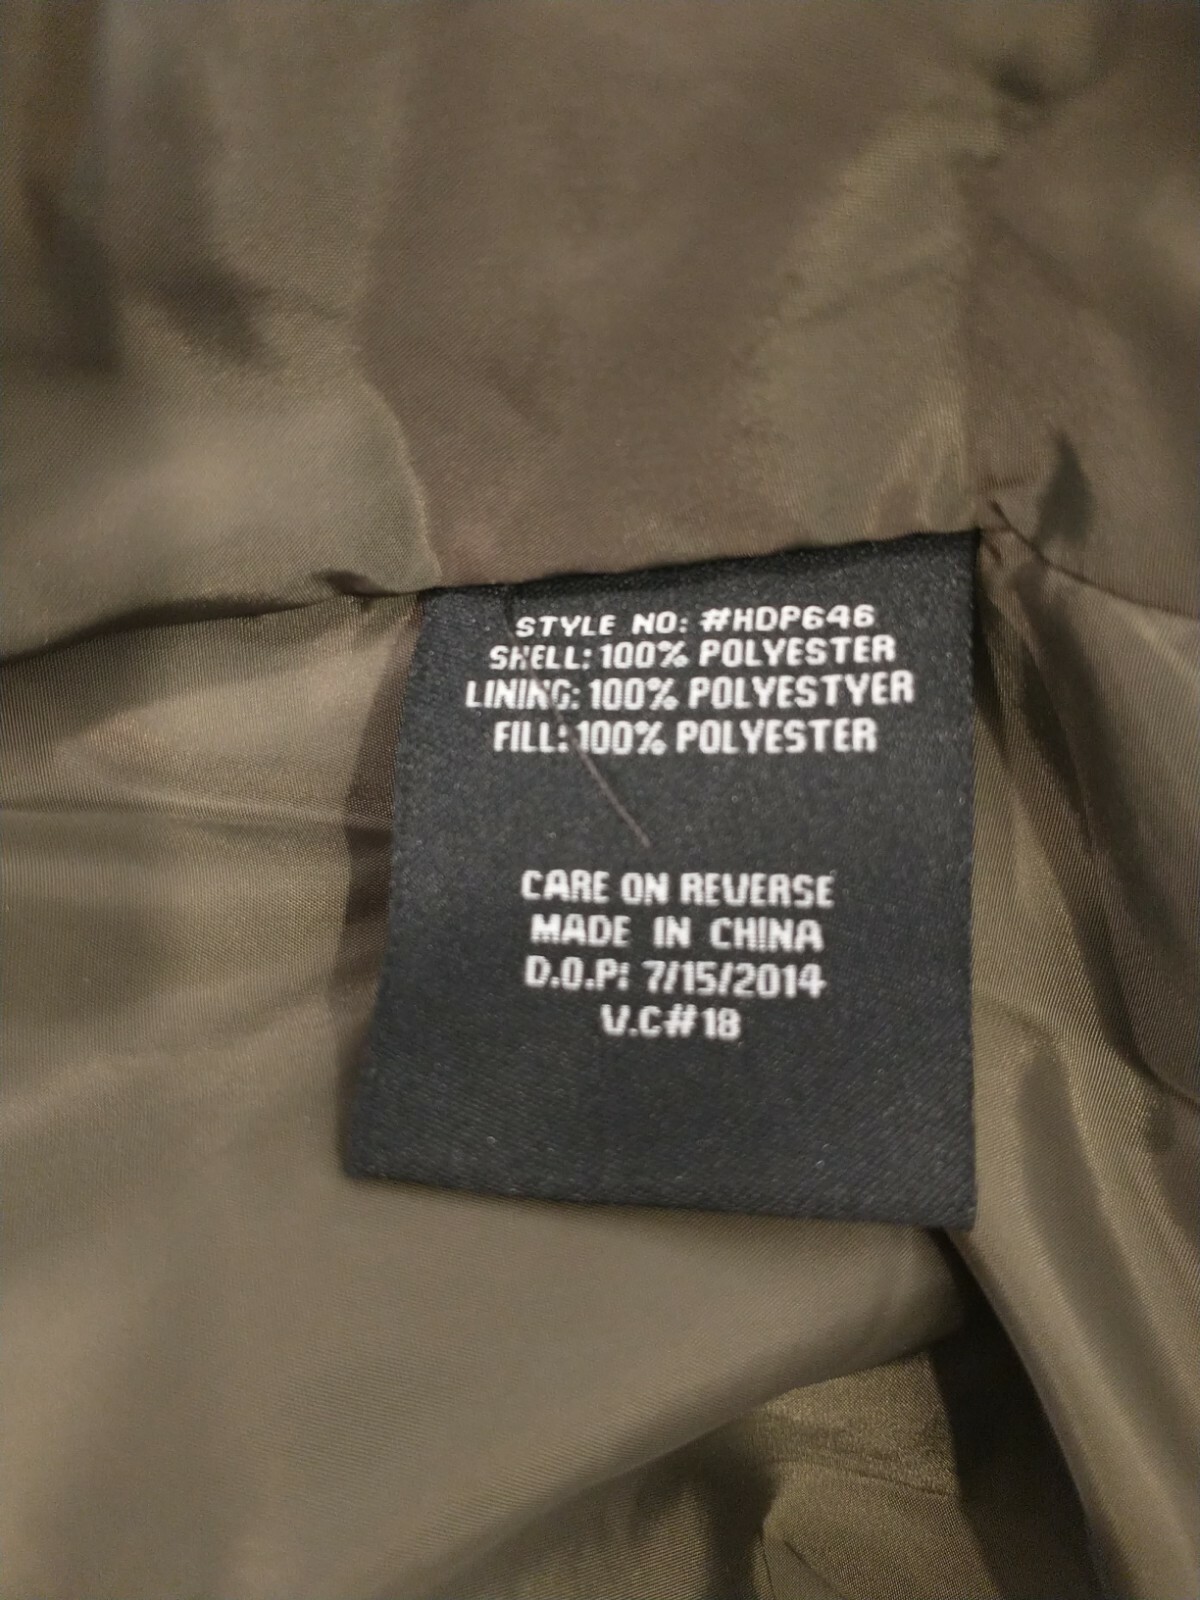 STYLE NO: #HDP646
SHELL: 100% POLYESTER
LINING: 100% POLYESTYER
FILL: 100% POLYESTER
CARE ON REVERSE
MADE IN CHINA
D.O.P: 7/15/2014
V.C#18